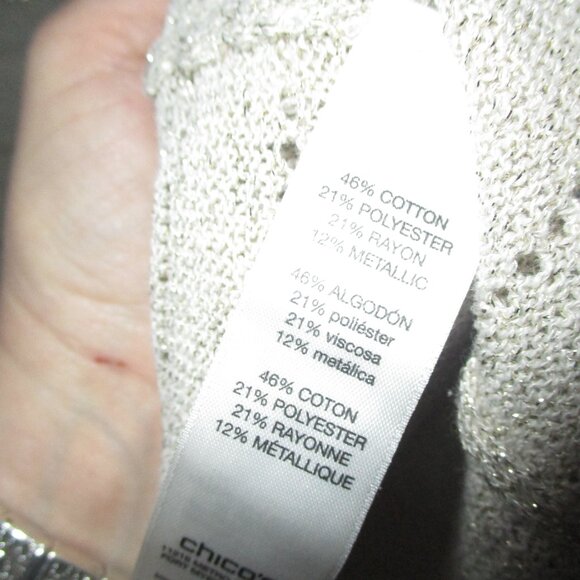 46% COTTON
21% POLYESTER
21% RAYON
12% METALLIC
46% ALGODÓN
21% poliéster
21% viscosa
12% metálica
46% COTON
21% POLYESTER
21% RAYONNE
12% MÉTALLIQUE
chico's